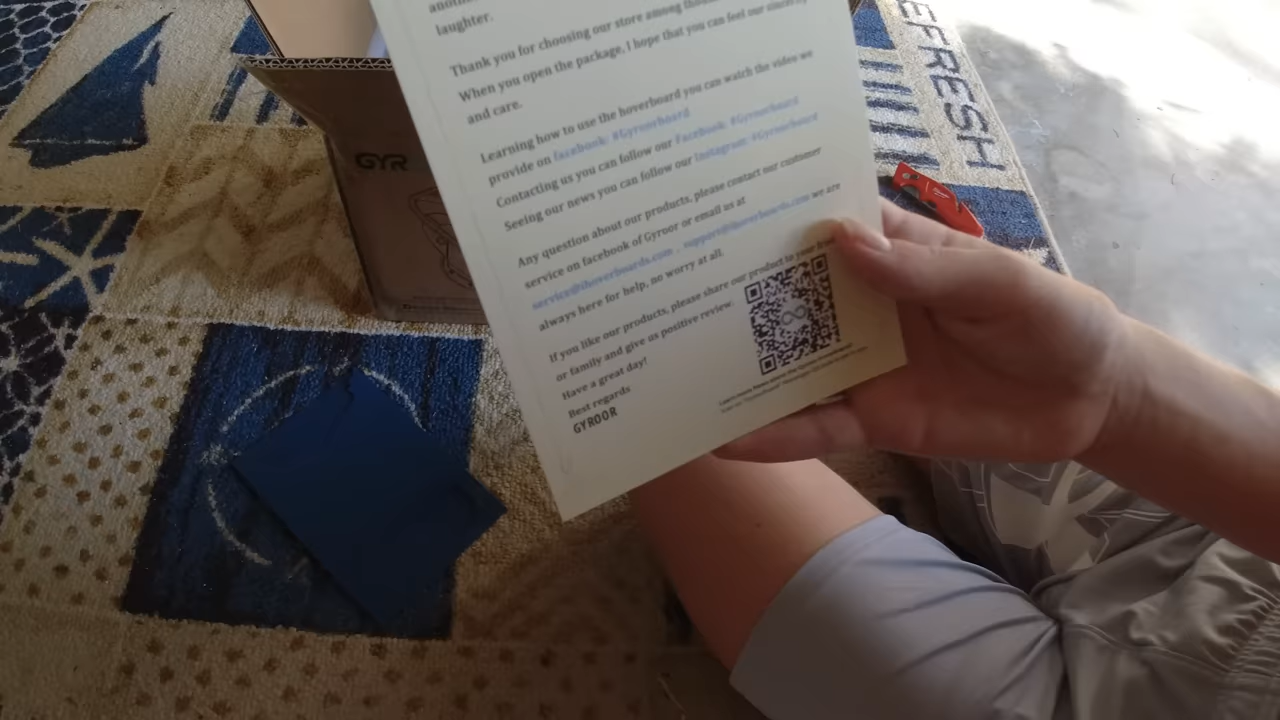 laughter.
Thank you for choosing our store among
When you open the package, I hope that you can feel our
and care.
Learning how to use the hoverboard you can watch the video we
provide on facebook: #Gyroorboard
Contacting us you can follow our Facebook: #Gyroorboard
Seeing our news you can follow our Instagram: #Gyroorboard
Any question about our products, please contact our customer
service on facebook of Gyroor or email us at
service@ihoverboards.com , support@ihoverboards.com we are
always here for help, no worry at all.
If you like our products, please share our product to your
or family and give us positive review.
Have a great day!
Best regards
GYROOR
GYR
EFRESH